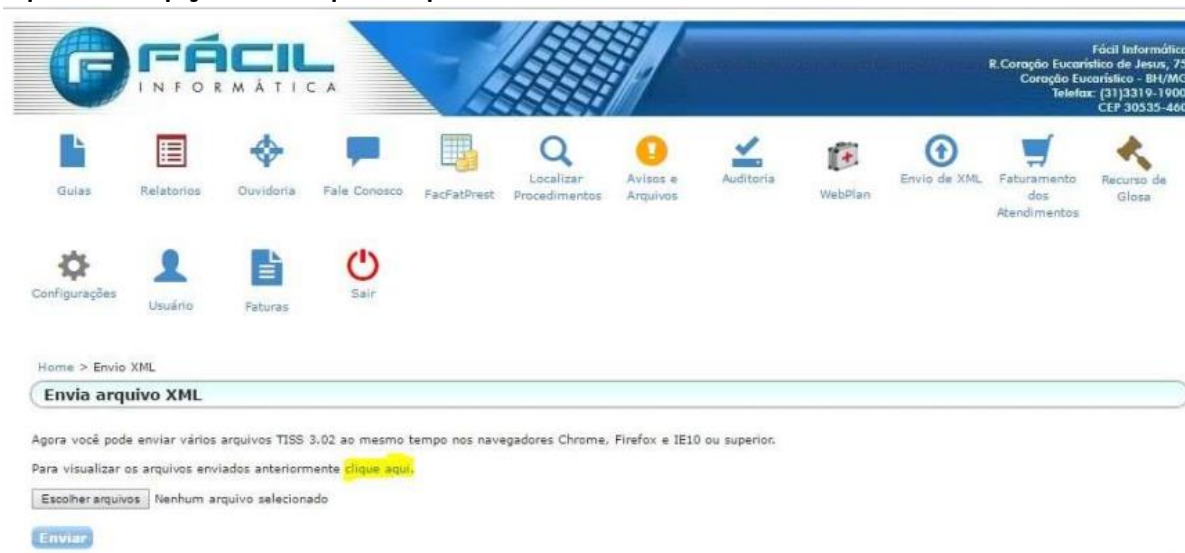 FÁCIL
INFORMÁTICA
Fácil Informática
R.Coração Eucarístico de Jesus, 75
Coração Eucarístico - BH/MG
Telefax: (31)3319-1900
CEP 30535-460
Guias
Relatorios
Ouvidoria
Fale Conosco
FacFatPrest
Localizar
Procedimentos
Avisos e
Arquivos
Auditoria
WebPlan
Envio de XML
Faturamento
dos
Atendimentos
Recurso de
Glosa
Configurações
Usuário
Faturas
Sair
Home > Envio XML
Envia arquivo XML
Agora você pode enviar vários arquivos TISS 3.02 ao mesmo tempo nos navegadores Chrome, Firefox e IE10 ou superior.
Para visualizar os arquivos enviados anteriormente clique aqui.
Escolher arquivos Nenhum arquivo selecionado
Enviar